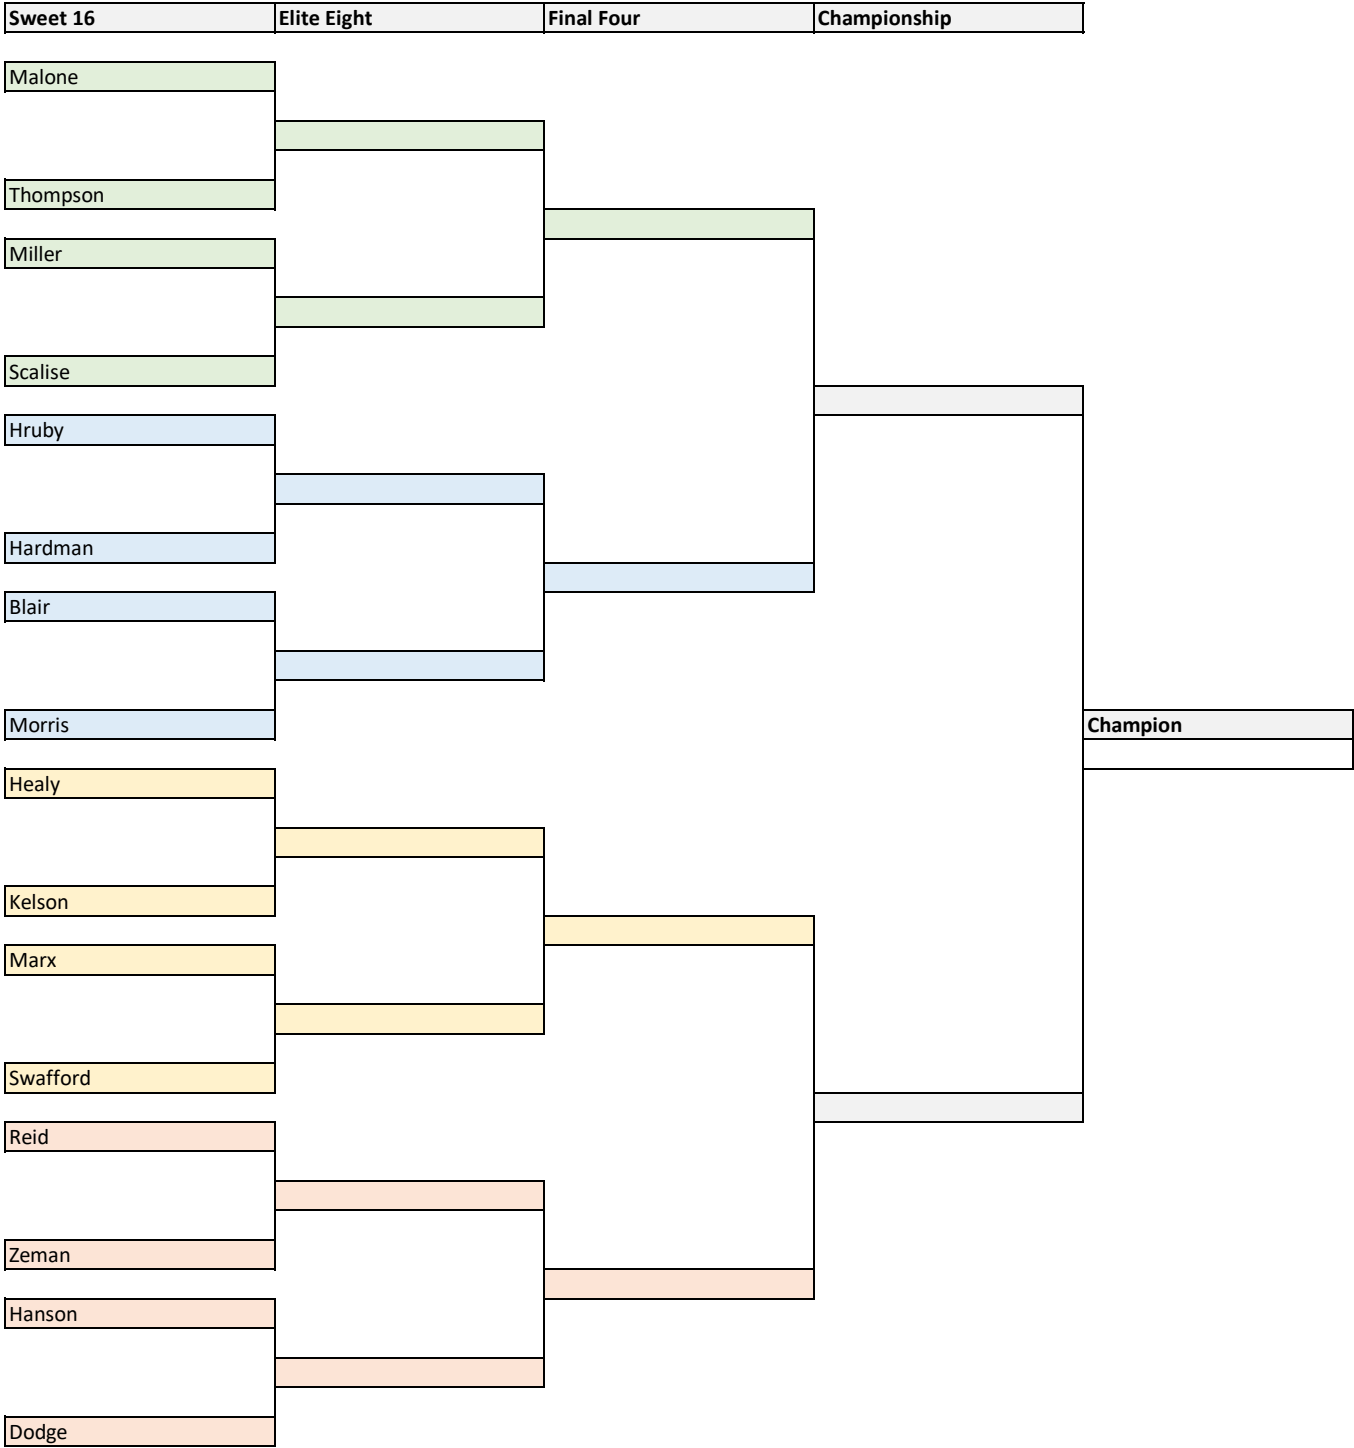 Sweet 16 Elite Eight Final Four Championship
Malone
Thompson
Miller
Scalise
Hruby
Hardman
Blair
Morris
Champion
Healy
Kelson
Marx
Swafford
Reid
Zeman
Hanson
Dodge